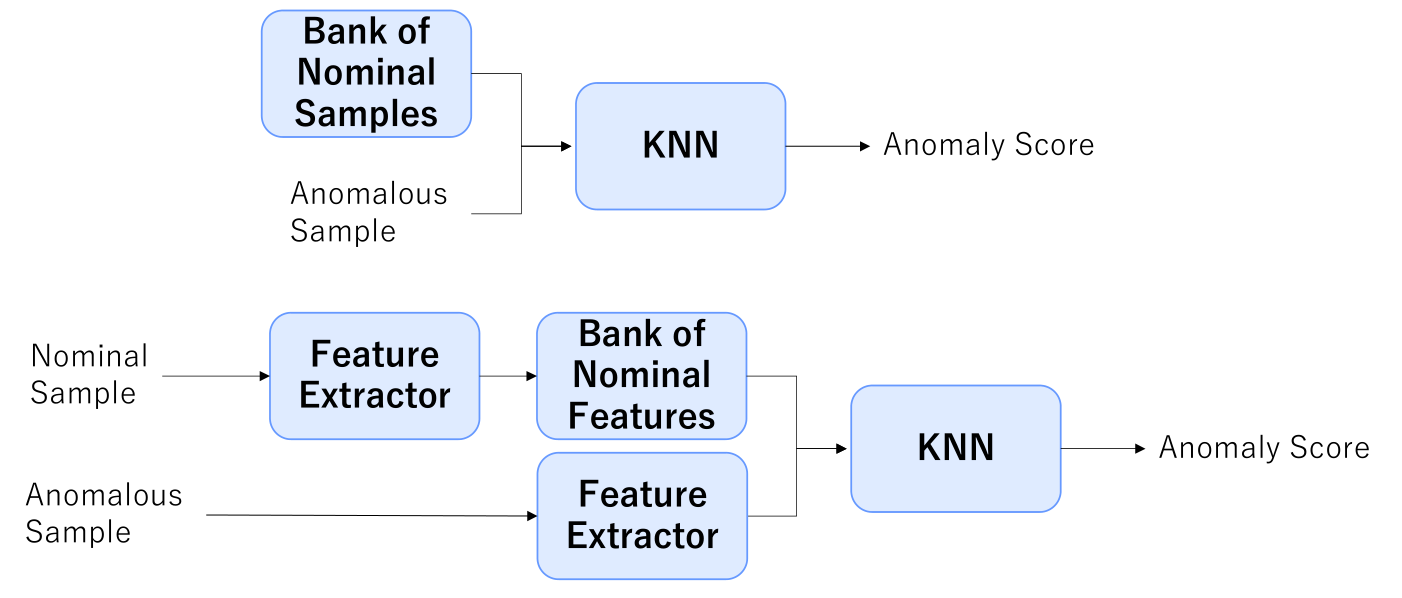 Bank of
Nominal
Samples
KNN
Anomaly Score
Anomalous
Sample
Nominal
Sample
Feature
Extractor
Bank of
Nominal
Features
KNN
Anomaly Score
Anomalous
Sample
Feature
Extractor